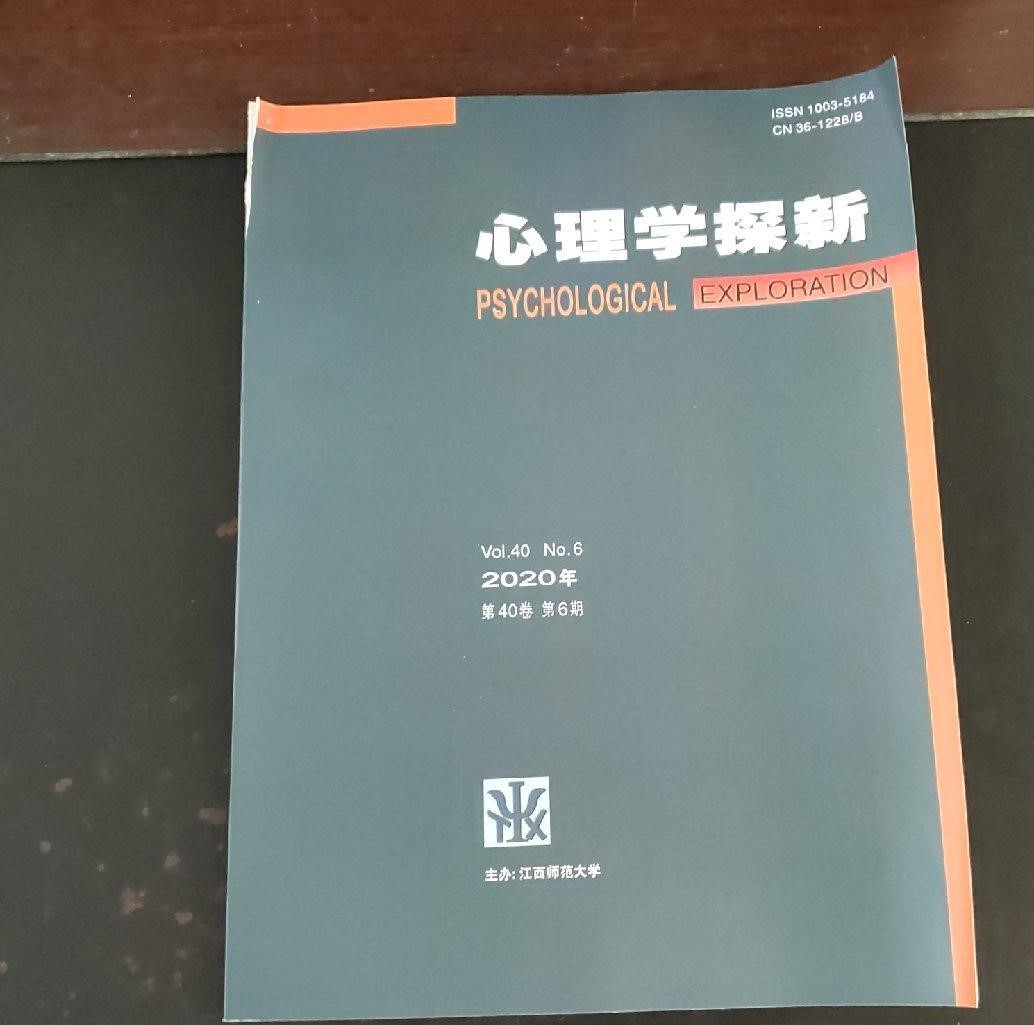 ISSN 1003-5184
CN 36-1228/B
心理学探新
PSYCHOLOGICAL EXPLORATION
Vol.40 No.6
2020年
第40卷 第6期
主办:江西师范大学